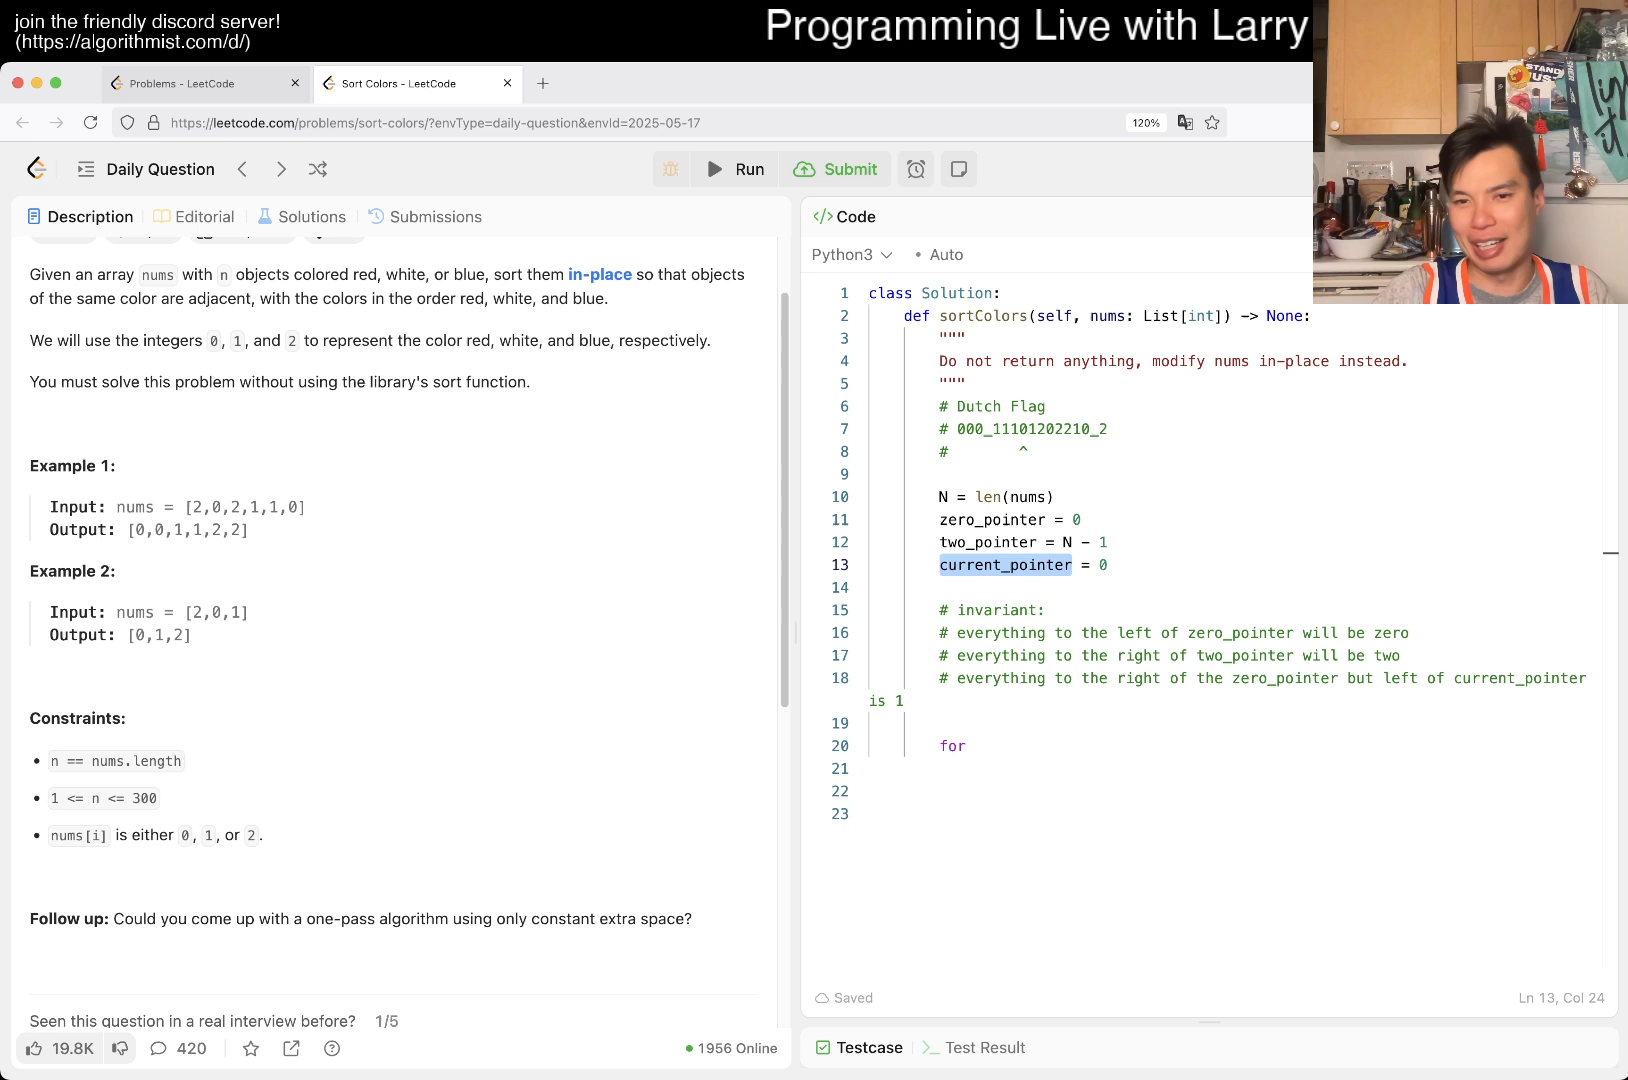 join the friendly discord server!
(https://algorithmist.com/d/)
Programming Live with Larry
Problems - LeetCode
Sort Colors - LeetCode
https://leetcode.com/problems/sort-colors/?envType=daily-question&envId=2025-05-17
120%
Daily Question
Run
Submit
Description
Editorial
Solutions
Submissions
Given an array nums with n objects colored red, white, or blue, sort them in-place so that objects
of the same color are adjacent, with the colors in the order red, white, and blue.
We will use the integers 0, 1, and 2 to represent the color red, white, and blue, respectively.
You must solve this problem without using the library's sort function.
Example 1:
Input: nums = [2,0,2,1,1,0]
Output: [0,0,1,1,2,2]
Example 2:
Input: nums = [2,0,1]
Output: [0,1,2]
Constraints:
• n == nums.length
• 1 <= n <= 300
• nums[i] is either 0, 1, or 2.
Follow up: Could you come up with a one-pass algorithm using only constant extra space?
Seen this question in a real interview before? 1/5
19.8K
420
1956 Online
</> Code
Python3
• Auto
1 class Solution:
2 def sortColors(self, nums: List[int]) -> None:
3 """
4 Do not return anything, modify nums in-place instead.
5 """
6 # Dutch Flag
7 # 000_11101202210_2
8 # ^
9
10 N = len(nums)
11 zero_pointer = 0
12 two_pointer = N - 1
13 current_pointer = 0
14
15 # invariant:
16 # everything to the left of zero_pointer will be zero
17 # everything to the right of two_pointer will be two
18 # everything to the right of the zero_pointer but left of current_pointer
is 1
19
20 for
21
22
23
Saved
Ln 13, Col 24
Testcase
Test Result